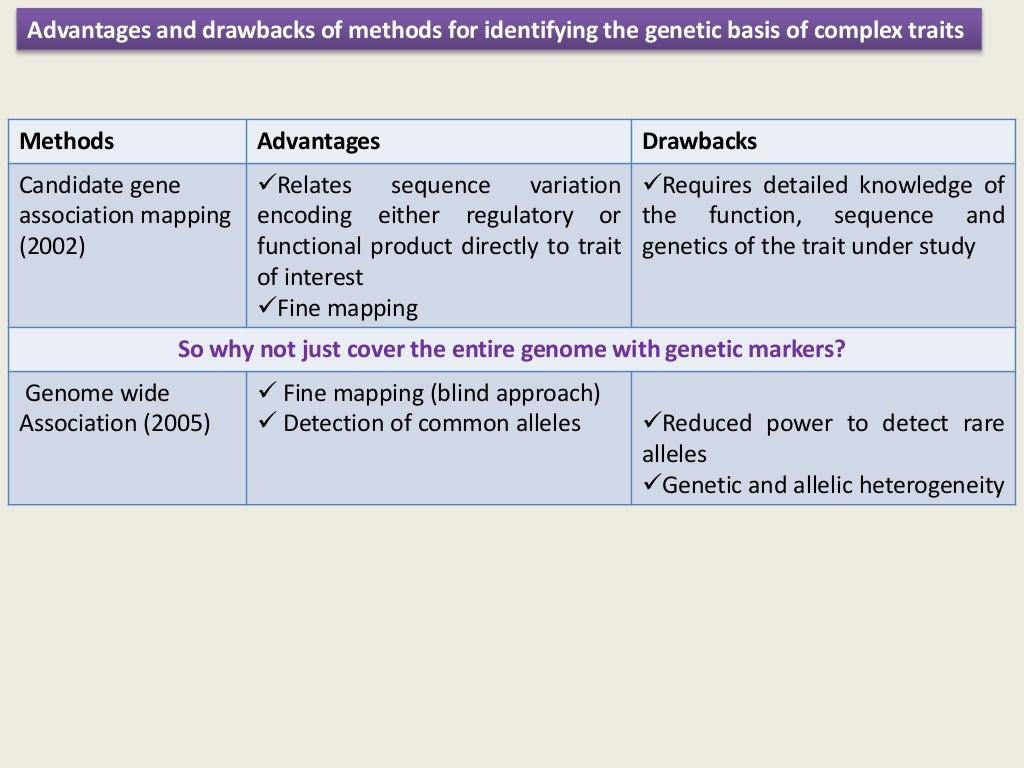 Advantages and drawbacks of methods for identifying the genetic basis of complex traits
Methods
Advantages
Drawbacks
Candidate gene
association mapping
(2002)
✓Relates sequence variation
encoding either regulatory or
functional product directly to trait
of interest
✓Fine mapping
✓Requires detailed knowledge of
the function, sequence and
genetics of the trait under study
So why not just cover the entire genome with genetic markers?
Genome wide
Association (2005)
✓ Fine mapping (blind approach)
✓ Detection of common alleles
✓Reduced power to detect rare
alleles
✓Genetic and allelic heterogeneity